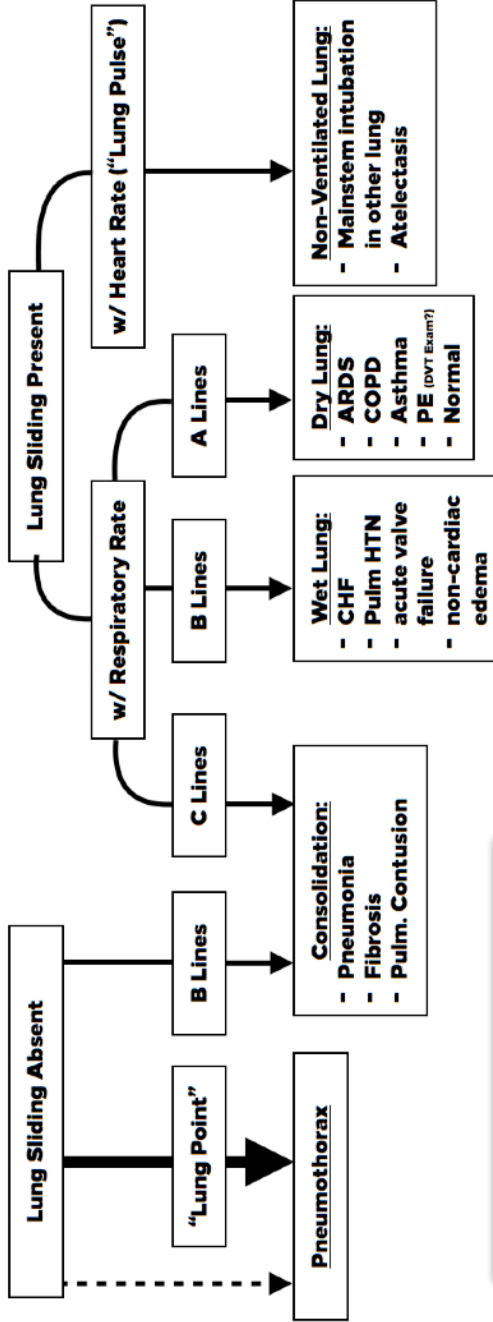 Lung Sliding Absent
Lung Sliding Present
w/ Respiratory Rate
w/ Heart Rate (“Lung Pulse”)
“Lung Point”
B Lines
C Lines
B Lines
A Lines
Pneumothorax
Consolidation:
- Pneumonia
- Fibrosis
- Pulm. Contusion
Wet Lung:
- CHF
- Pulm HTN
- acute valve
failure
- non-cardiac
edema
Dry Lung:
- ARDS
- COPD
- Asthma
- PE (DVT Exam?)
- Normal
Non-Ventilated Lung:
- Mainstem intubation
in other lung
- Atelectasis